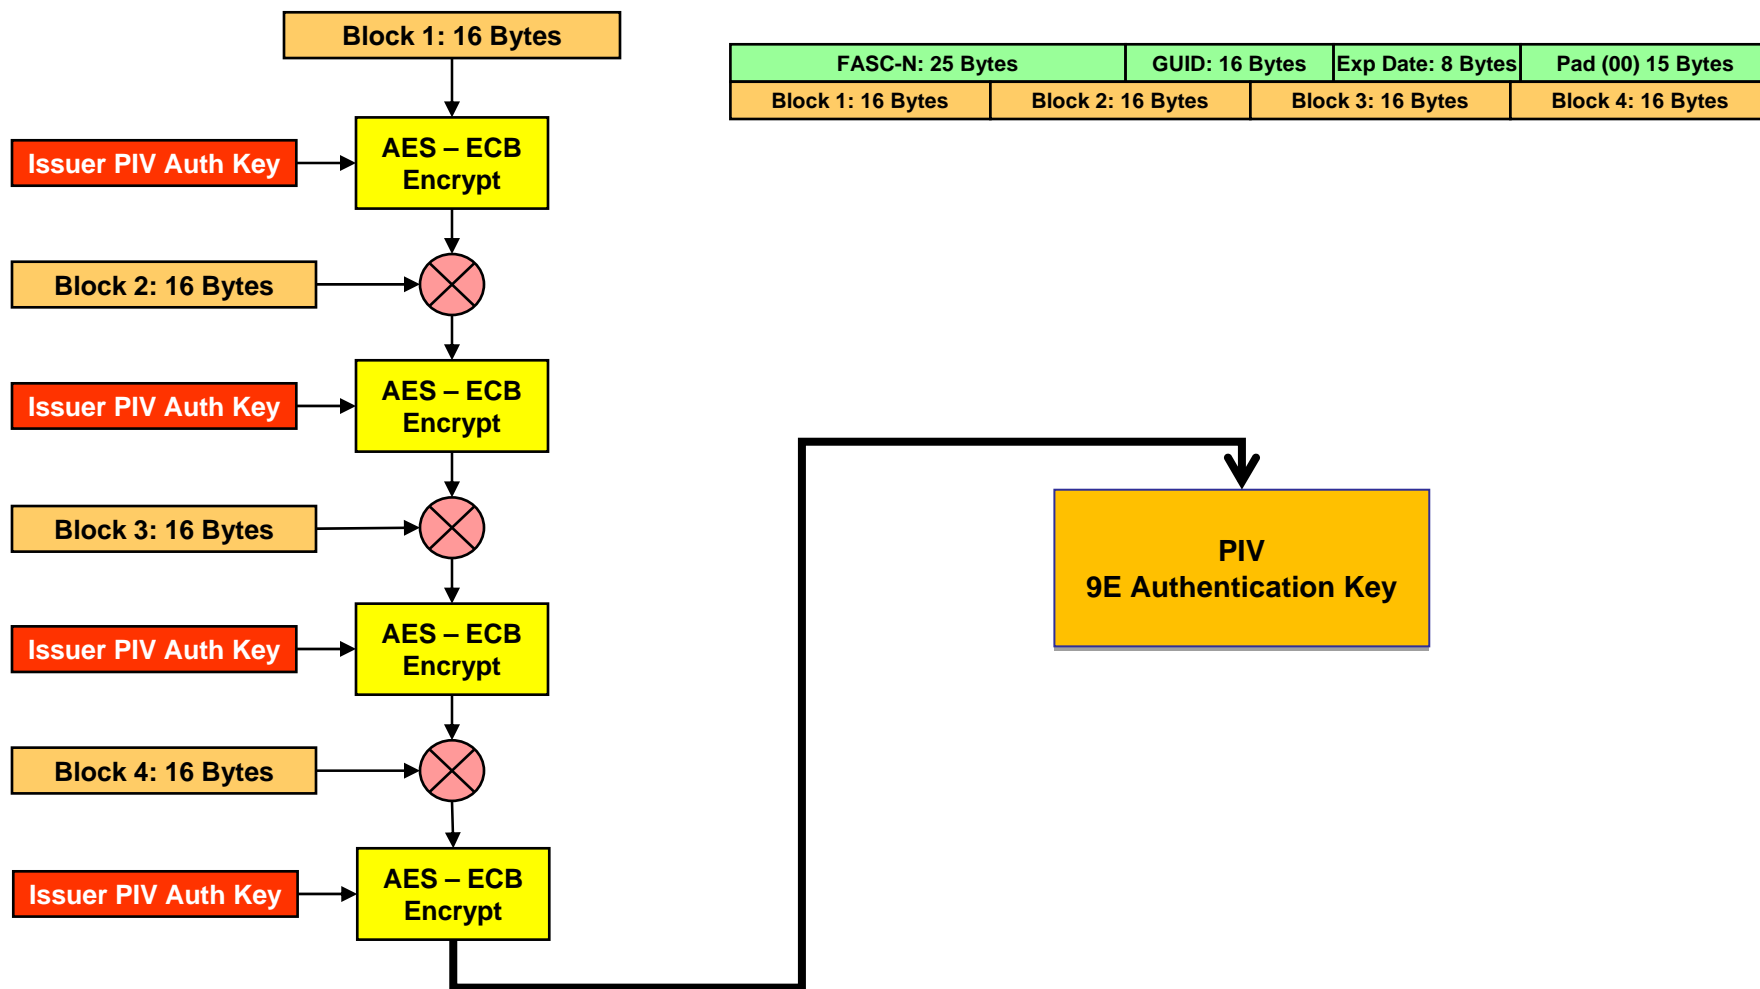 Block 1: 16 Bytes
FASC-N: 25 Bytes
GUID: 16 Bytes
Exp Date: 8 Bytes
Pad (00) 15 Bytes
Block 1: 16 Bytes
Block 2: 16 Bytes
Block 3: 16 Bytes
Block 4: 16 Bytes
Issuer PIV Auth Key
AES – ECB
Encrypt
Block 2: 16 Bytes
Issuer PIV Auth Key
AES – ECB
Encrypt
Block 3: 16 Bytes
Issuer PIV Auth Key
AES – ECB
Encrypt
Block 4: 16 Bytes
Issuer PIV Auth Key
AES – ECB
Encrypt
PIV
9E Authentication Key